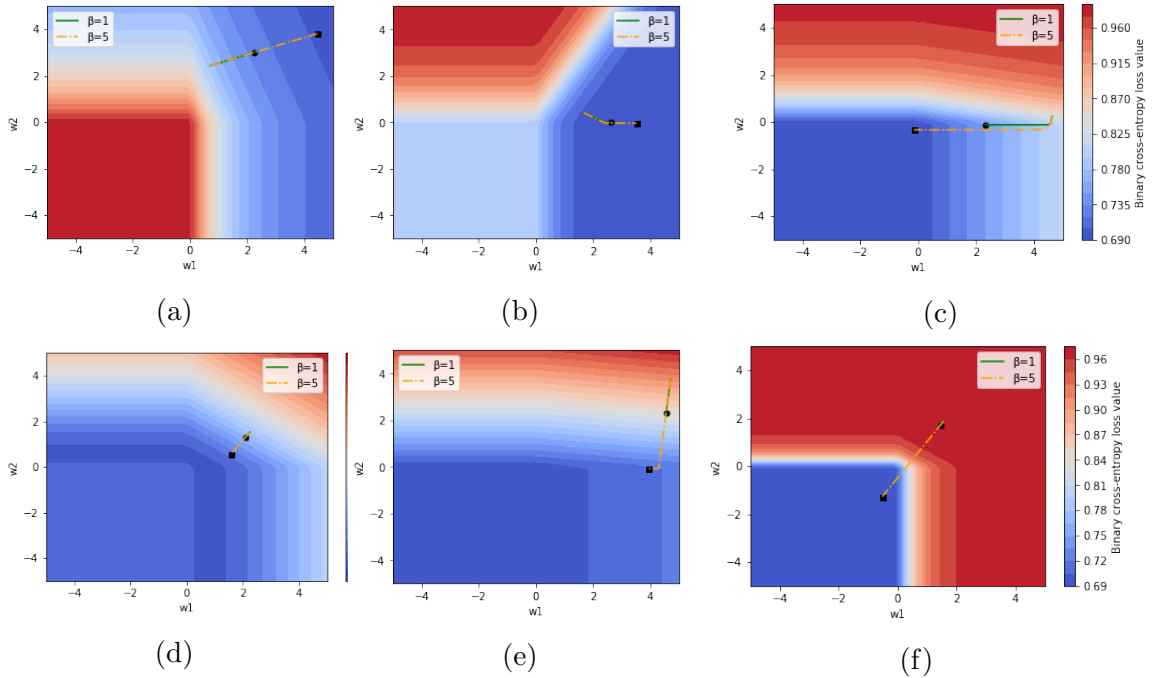 β=1
β=5
w2
4
2
0
−2
−4
−4
−2
0
2
4
w1
(a)
β=1
β=5
4
2
0
−2
−4
−4
−2
0
2
4
w1
(b)
β=1
β=5
w2
4
2
0
−2
−4
−4
−2
0
2
4
w1
(c)
0.960
0.915
0.870
0.825
0.780
0.735
0.690
Binary cross-entropy loss value
β=1
β=5
w2
4
2
0
−2
−4
−4
−2
0
2
4
w1
(d)
β=1
β=5
w2
4
2
0
−2
−4
−4
−2
0
2
4
w1
(e)
β=1
β=5
w2
4
2
0
−2
−4
−4
−2
0
2
4
w1
(f)
0.96
0.93
0.90
0.87
0.84
0.81
0.78
0.75
0.72
0.69
Binary cross-entropy loss value